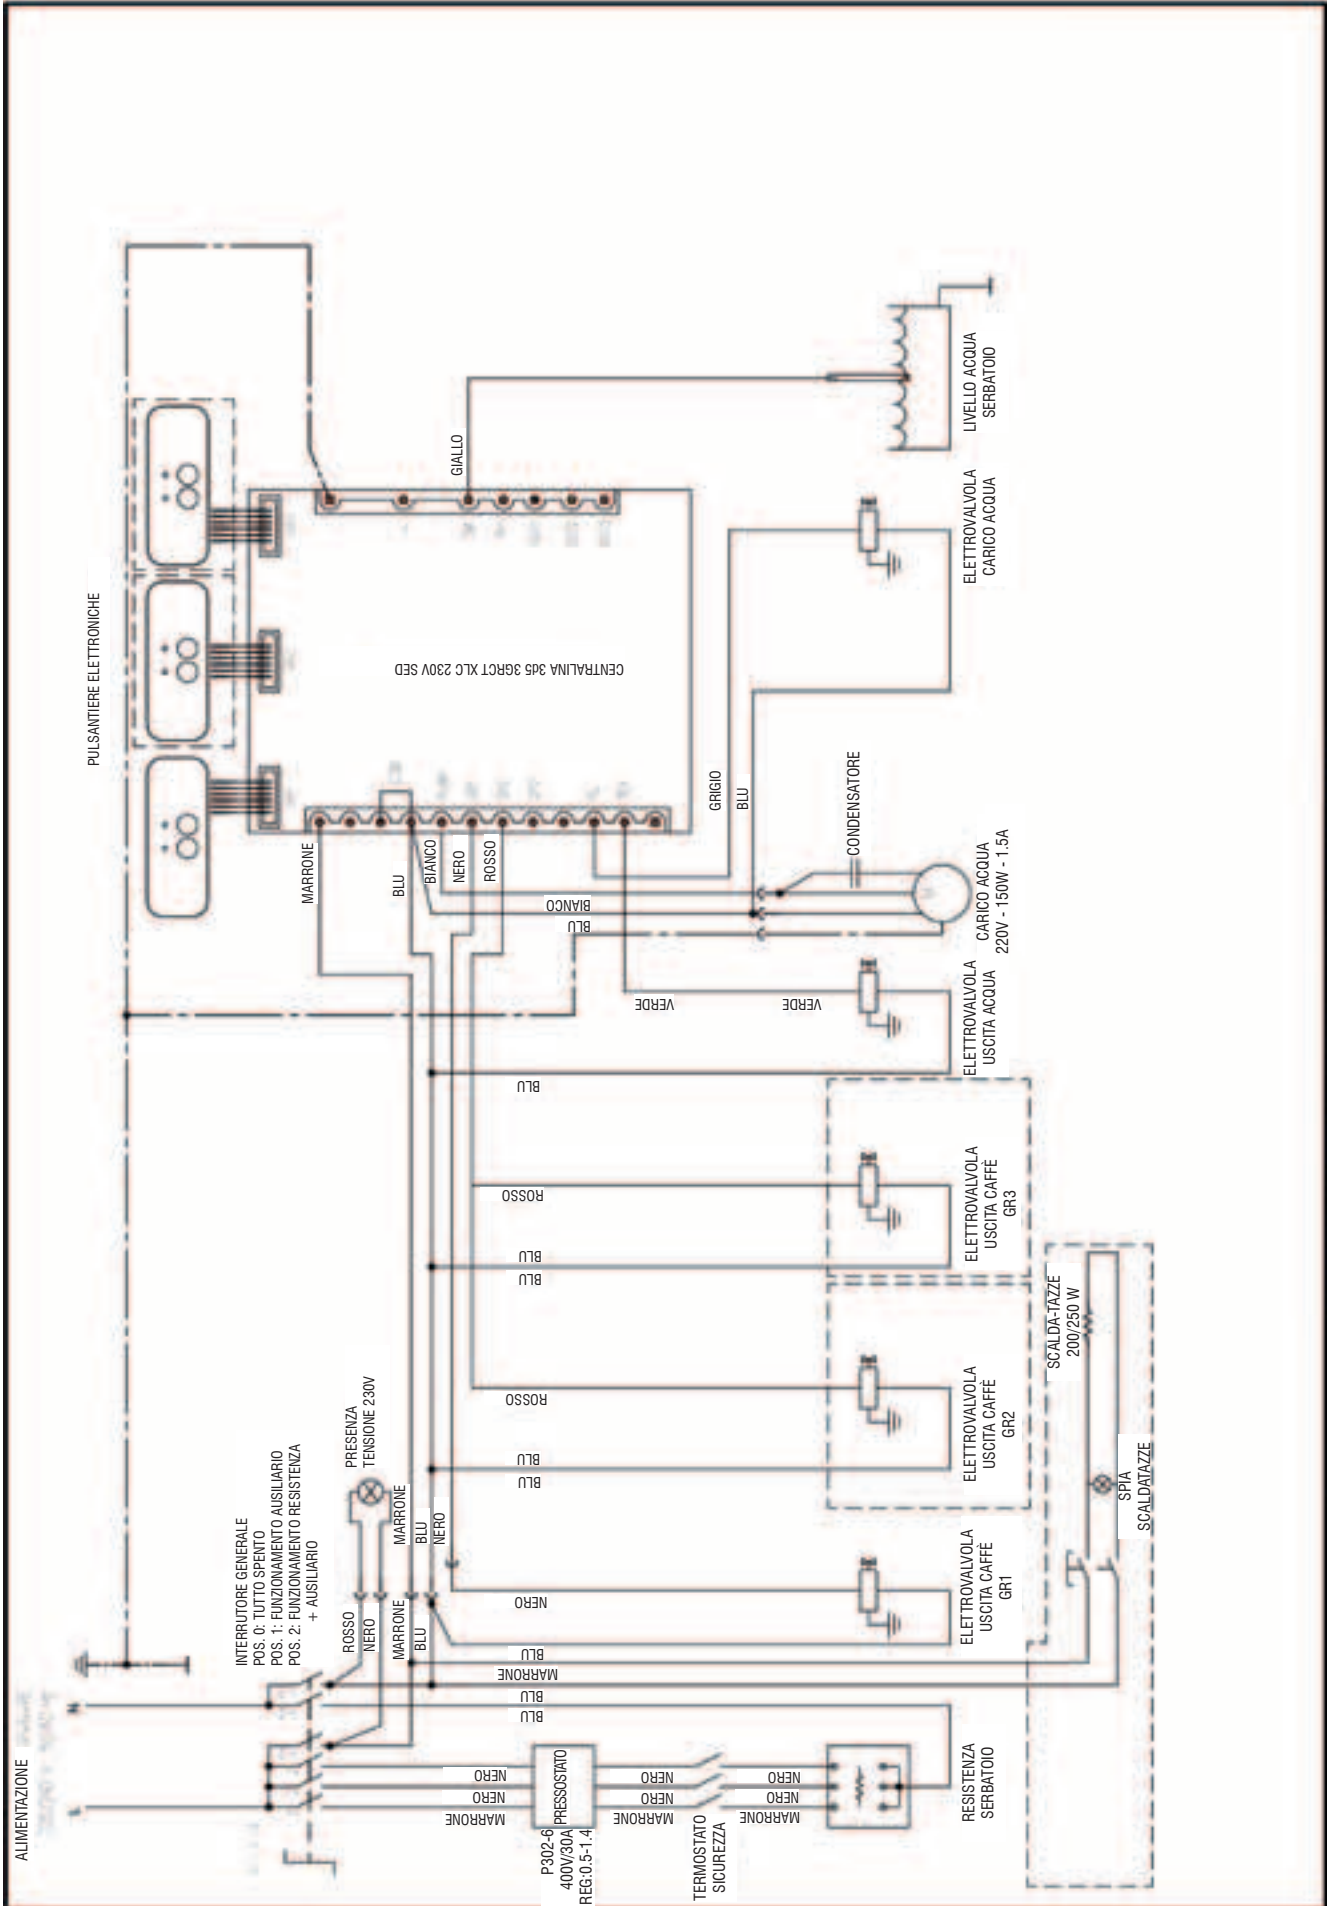 ALIMENTAZIONE
N
L
INTERRUTORE GENERALE
POS. 0: TUTTO SPENTO
POS. 1: FUNZIONAMENTO AUSILIARIO
POS. 2: FUNZIONAMENTO RESISTENZA
+ AUSILIARIO
PRESENZA
TENSIONE 230V
PULSANTIERE ELETTRONICHE
ROSSO
NERO
MARRONE
BLU
MARRONE
BLU
NERO
MARRONE
BLU
BIANCO
NERO
ROSSO
CENTRALINA 3d5 3GRCT XLC 230V SED
GIALLO
MARRONE
NERO
NERO
BLU
BLU
MARRONE
BLU
NERO
BLU
BLU
ROSSO
BLU
BLU
ROSSO
BLU
BLU
BIANCO
VERDE
VERDE
GRIGIO
BLU
P302-6
400V/30A
REG:0.5-1.4
PRESSOSTATO
MARRONE
NERO
NERO
TERMOSTATO
SICUREZZA
MARRONE
NERO
NERO
CONDENSATORE
RESISTENZA
SERBATOIO
ELETTROVALVOLA
USCITA CAFFÈ
GR1
ELETTROVALVOLA
USCITA CAFFÈ
GR2
ELETTROVALVOLA
USCITA CAFFÈ
GR3
ELETTROVALVOLA
USCITA ACQUA
CARICO ACQUA
220V - 150W - 1.5A
ELETTROVALVOLA
CARICO ACQUA
LIVELLO ACQUA
SERBATOIO
SCALDA-TAZZE
200/250 W
SPIA
SCALDATAZZE